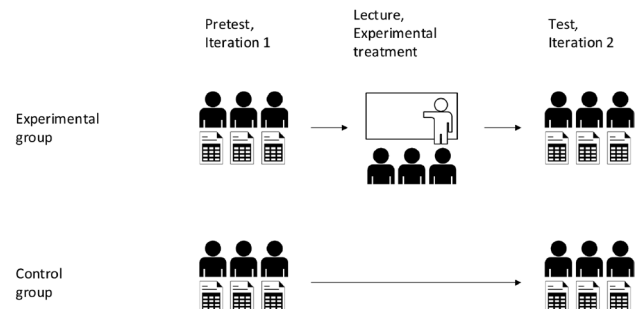 Pretest,
Iteration 1
Lecture,
Experimental
treatment
Test,
Iteration 2
Experimental
group
Control
group